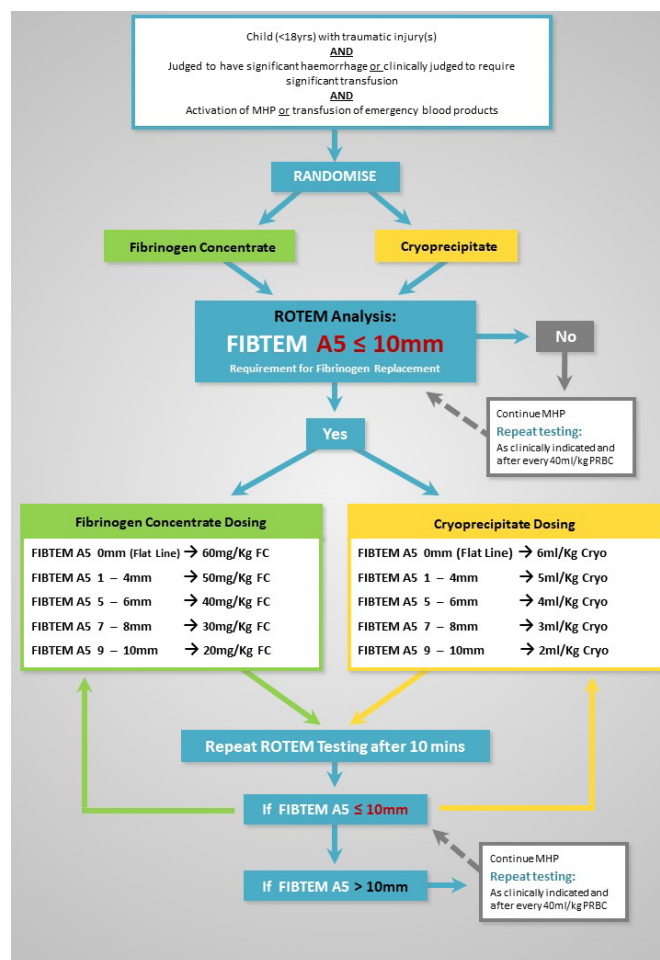 Child (<18yrs) with traumatic injury(s)
AND
Judged to have significant haemorrhage or clinically judged to require
significant transfusion
AND
Activation of MHP or transfusion of emergency blood products
RANDOMISE
Fibrinogen Concentrate
Cryoprecipitate
ROTEM Analysis:
FIBTEM A5 ≤ 10mm
Requirement for Fibrinogen Replacement
No
Continue MHP
Repeat testing:
As clinically indicated and
after every 40ml/kg PRBC
Yes
Fibrinogen Concentrate Dosing
FIBTEM A5 0mm (Flat Line) → 60mg/Kg FC
FIBTEM A5 1 – 4mm → 50mg/Kg FC
FIBTEM A5 5 – 6mm → 40mg/Kg FC
FIBTEM A5 7 – 8mm → 30mg/Kg FC
FIBTEM A5 9 – 10mm → 20mg/Kg FC
Cryoprecipitate Dosing
FIBTEM A5 0mm (Flat Line) → 6ml/Kg Cryo
FIBTEM A5 1 – 4mm → 5ml/Kg Cryo
FIBTEM A5 5 – 6mm → 4ml/Kg Cryo
FIBTEM A5 7 – 8mm → 3ml/Kg Cryo
FIBTEM A5 9 – 10mm → 2ml/Kg Cryo
Repeat ROTEM Testing after 10 mins
If FIBTEM A5 ≤ 10mm
If FIBTEM A5 > 10mm
Continue MHP
Repeat testing:
As clinically indicated and
after every 40ml/kg PRBC